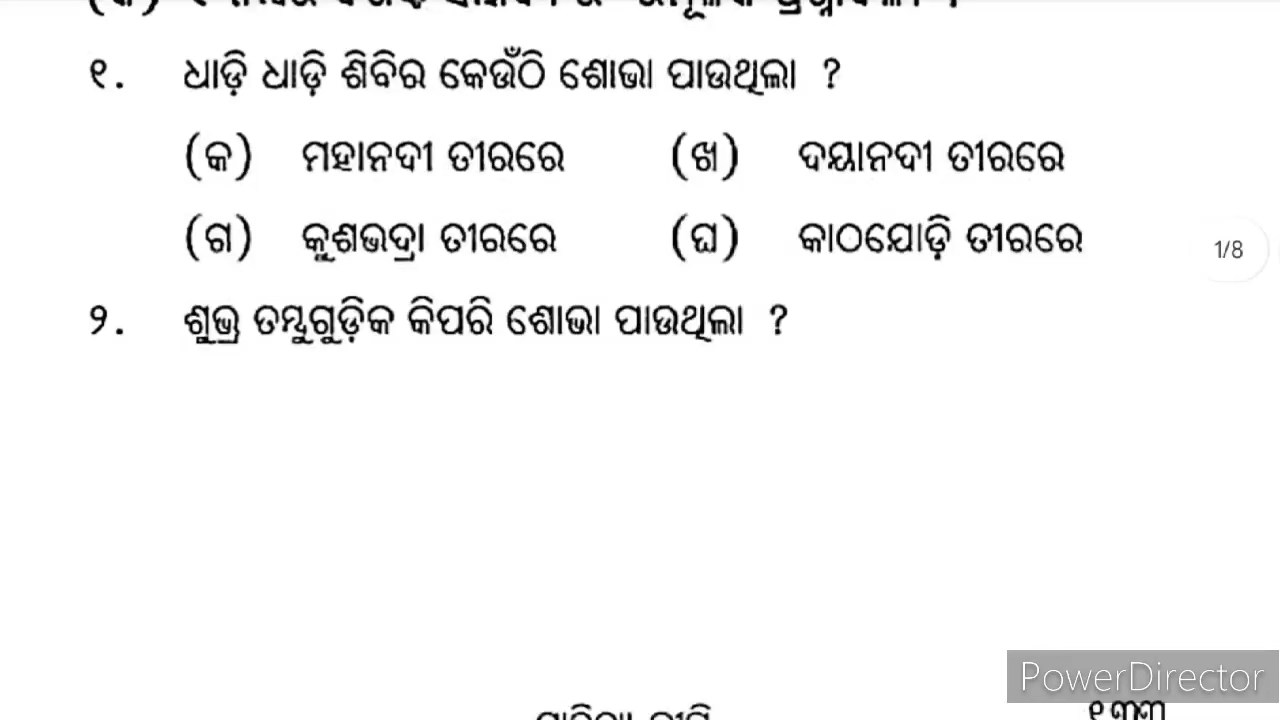 ୧. ଧାଡ଼ି ଧାଡ଼ି ଶିବିର କେଉଁଠି ଶୋଭା ପାଉଥିଲା ?
(କ) ମହାନଦୀ ତୀରରେ (ଖ) ଦୟାନଦୀ ତୀରରେ
(ଗ) କୁଶଭଦ୍ରା ତୀରରେ (ଘ) କାଠଯୋଡ଼ି ତୀରରେ
1/8
୨. ଶୁଭ୍ର ତମ୍ଭୁଗୁଡ଼ିକ କିପରି ଶୋଭା ପାଉଥିଲା ?
PowerDirector
୧୩୩